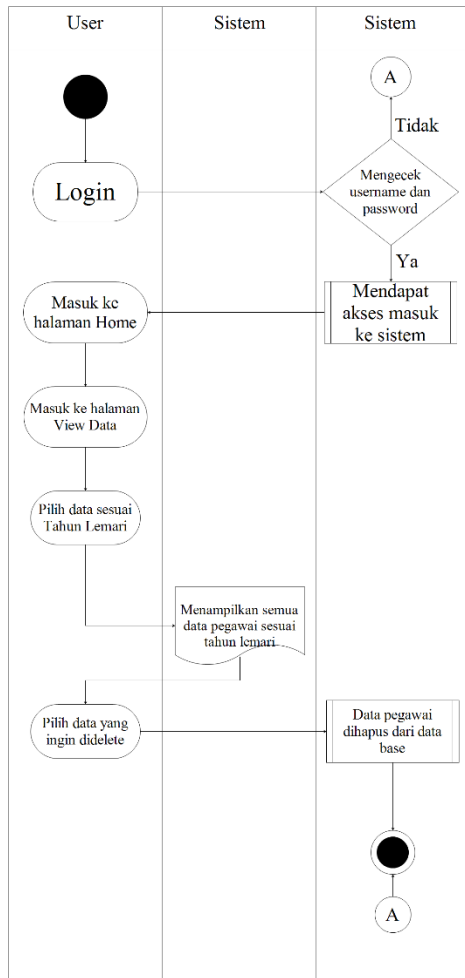 User
Sistem
Sistem
A
Tidak
Login
Mengecek
username dan
password
Ya
Masuk ke
halaman Home
Mendapat
akses masuk
ke sistem
Masuk ke halaman
View Data
Pilih data sesuai
Tahun Lemari
Menampilkan semua
data pegawai sesuai
tahun lemari
Pilih data yang
ingin didelete
Data pegawai
dihapus dari data
base
A